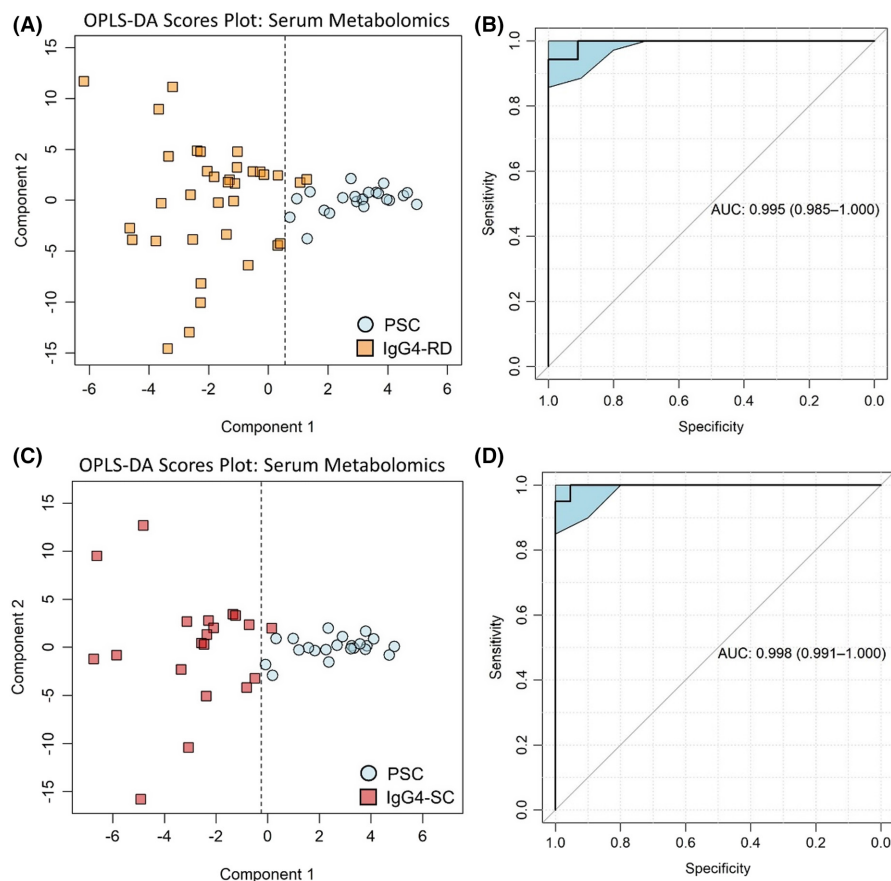 (A)
OPLS-DA Scores Plot: Serum Metabolomics
15
10
5
0
-5
-10
-15
Component 2
PSC
IgG4-RD
-6 -4 -2 0 2 4 6
Component 1
(B)
1.0
0.8
0.6
0.4
0.2
0.0
Sensitivity
AUC: 0.995 (0.985–1.000)
1.0 0.8 0.6 0.4 0.2 0.0
Specificity
(C)
OPLS-DA Scores Plot: Serum Metabolomics
15
10
5
0
-5
-10
-15
Component 2
PSC
IgG4-SC
-6 -4 -2 0 2 4 6
Component 1
(D)
1.0
0.8
0.6
0.4
0.2
0.0
Sensitivity
AUC: 0.998 (0.991–1.000)
1.0 0.8 0.6 0.4 0.2 0.0
Specificity